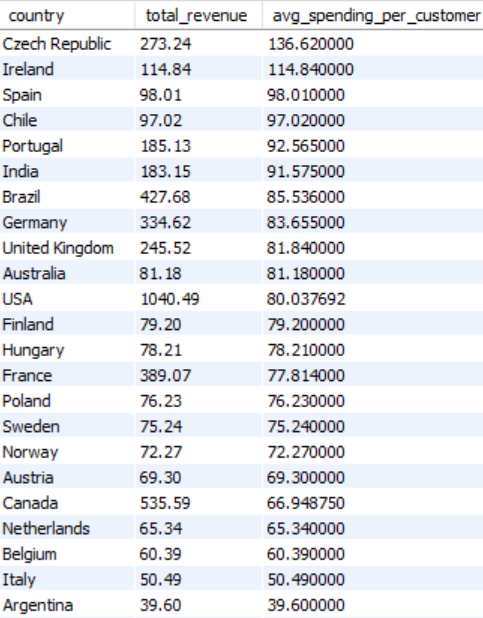 country total_revenue avg_spending_per_customer
Czech Republic 273.24 136.620000
Ireland 114.84 114.840000
Spain 98.01 98.010000
Chile 97.02 97.020000
Portugal 185.13 92.565000
India 183.15 91.575000
Brazil 427.68 85.536000
Germany 334.62 83.655000
United Kingdom 245.52 81.840000
Australia 81.18 81.180000
USA 1040.49 80.037692
Finland 79.20 79.200000
Hungary 78.21 78.210000
France 389.07 77.814000
Poland 76.23 76.230000
Sweden 75.24 75.240000
Norway 72.27 72.270000
Austria 69.30 69.300000
Canada 535.59 66.948750
Netherlands 65.34 65.340000
Belgium 60.39 60.390000
Italy 50.49 50.490000
Argentina 39.60 39.600000